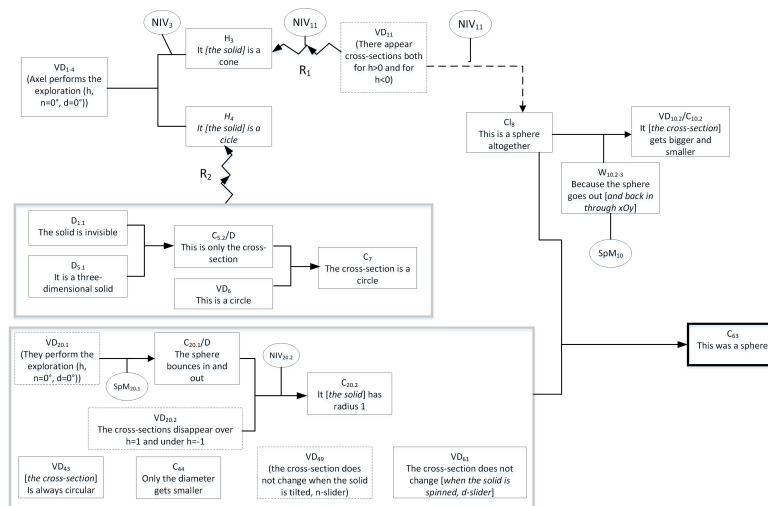 NIV3
H3
It [the solid] is a
cone
NIV11
VD11
(There appear
cross-sections both
for h>0 and for
h<0)
NIV11
R1
VD1-4
(Axel performs the
exploration (h,
n=0°, d=0°))
H4
It [the solid] is a
cicle
R2
Cl8
This is a sphere
altogether
VD10.2/C10.2
It [the cross-section]
gets bigger and
smaller
W10.2-3
Because the sphere
goes out [and back in
through xOy]
SpM10
D1.1
The solid is invisible
D5.1
It is a three-
dimensional solid
C5.2/D
This is only the cross-
section
VD6
This is a circle
C7
The cross-section is a
circle
C63
This was a sphere
VD20.1
(They perform the
exploration (h,
n=0°, d=0°))
SpM20.1
C20.1/D
The sphere
bounces in and
out
NIV20.2
C20.2
It [the solid] has
radius 1
VD20.2
The cross-sections disappear over
h=1 and under h=-1
VD43
[the cross-section]
Is always circular
C44
Only the diameter
gets smaller
VD49
(the cross-section does
not change when the solid
is tilted, n-slider)
VD61
The cross-section does not
change [when the solid is
spinned, d-slider]